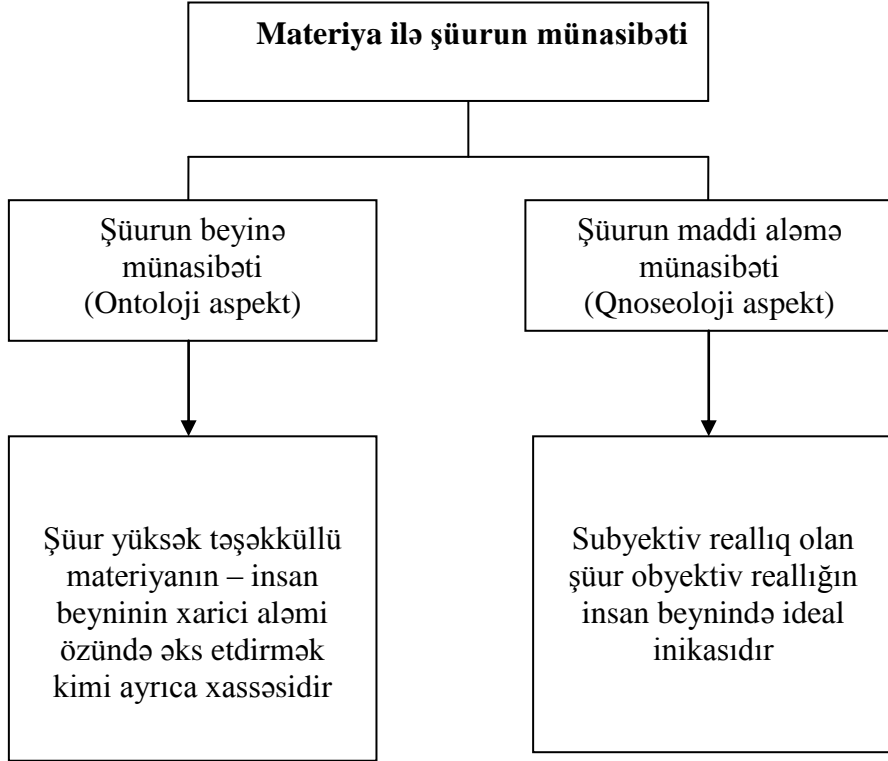 Materiya ilə şüurun münasibəti
Şüurun beyinə
münasibəti
(Ontoloji aspekt)
Şüurun maddi aləmə
münasibəti
(Qnoseoloji aspekt)
Şüur yüksək təşəkküllü
materiyanın – insan
beyninin xarici aləmi
özündə əks etdirmək
kimi ayrıca xassəsidir
Subyektiv reallıq olan
şüur obyektiv reallığın
insan beynində ideal
inikasıdır